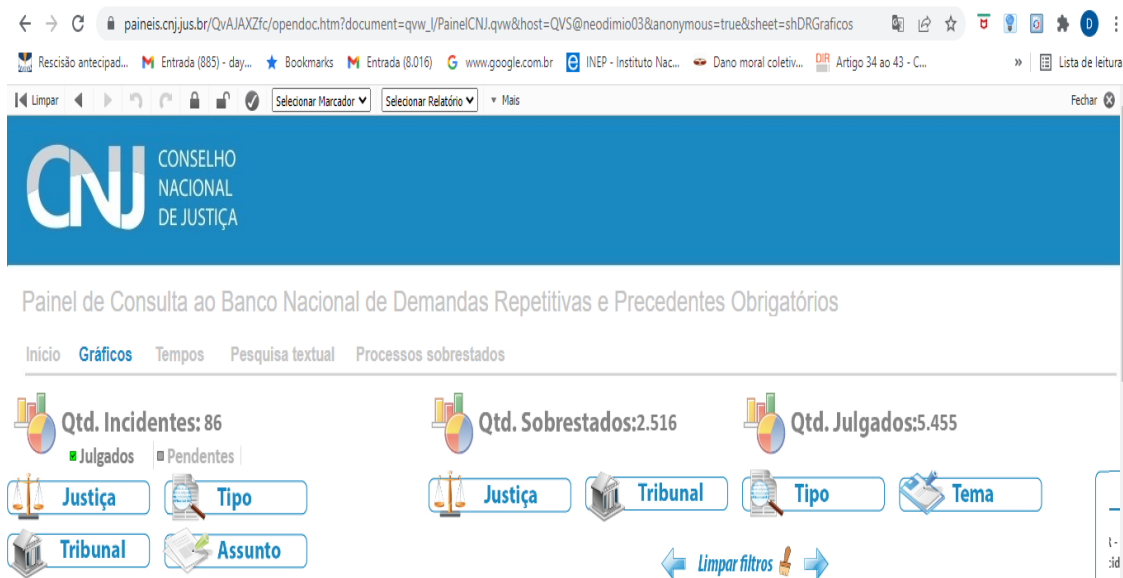 paineis.cnj.jus.br/QvAJAXZfc/opendoc.htm?document=qvw_l/PainelCNJ.qvw&host=QVS@neodimio03&anonymous=true&sheet=shDRGraficos
D
Rescisão antecipad... Entrada (885) - day... Bookmarks Entrada (8.016) www.google.com.br INEP - Instituto Nac... Dano moral coletiv... DIR Artigo 34 ao 43 - C... » Lista de leitura
Limpar Selecionar Marcador Selecionar Relatório Mais Fechar
CNJ
CONSELHO
NACIONAL
DE JUSTIÇA
Painel de Consulta ao Banco Nacional de Demandas Repetitivas e Precedentes Obrigatórios
Início Gráficos Tempos Pesquisa textual Processos sobrestados
Qtd. Incidentes: 86 Qtd. Sobrestados:2.516 Qtd. Julgados:5.455
Julgados Pendentes
Justiça Tipo Justiça Tribunal Tipo Tema
Tribunal Assunto
Limpar filtros